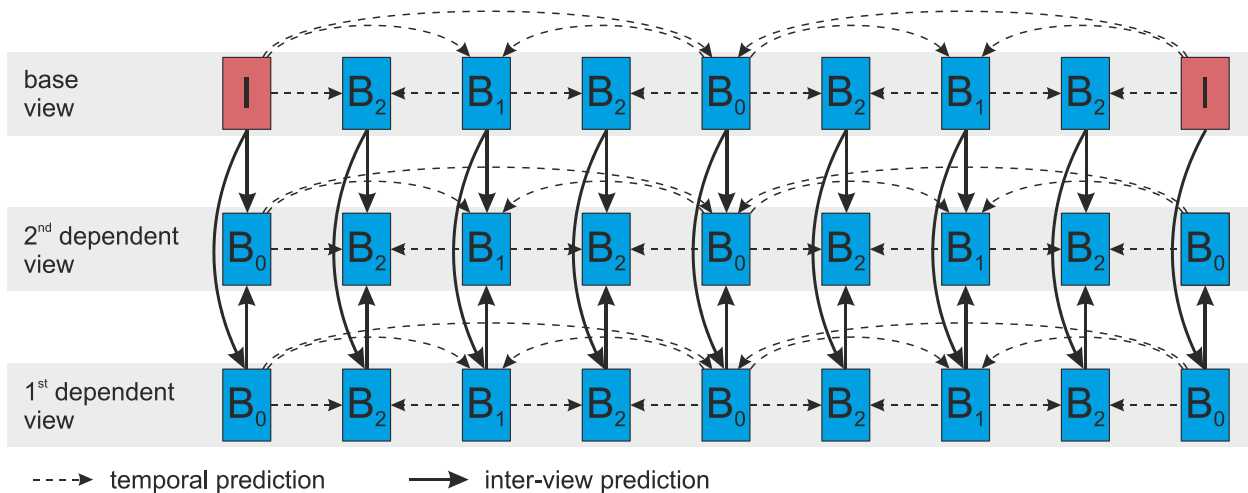 base view
I B₂ B₁ B₂ B₀ B₂ B₁ B₂ I
2nd dependent view
B₀ B₂ B₁ B₂ B₀ B₂ B₁ B₂ B₀
1st dependent view
B₀ B₂ B₁ B₂ B₀ B₂ B₁ B₂ B₀
temporal prediction
inter-view prediction